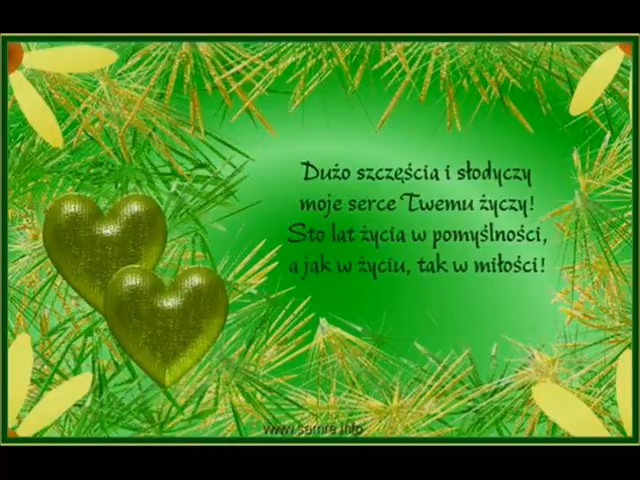 Dużo szczęścia i słodyczy
moje serce Twemu życzy!
Sto lat życia w pomyślności,
a jak w życiu, tak w miłości!
www.samre.info